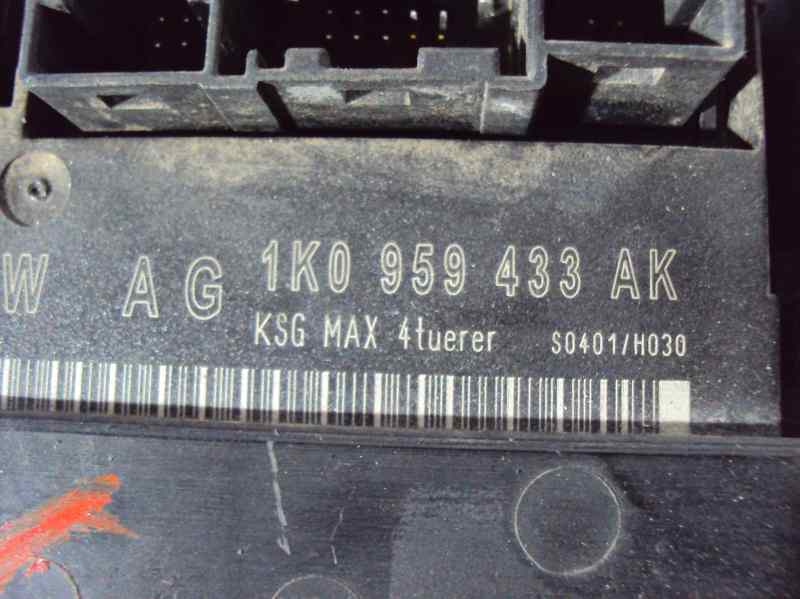 W AG 1K0 959 433 AK
KSG MAX 4tuerer S0401/H030